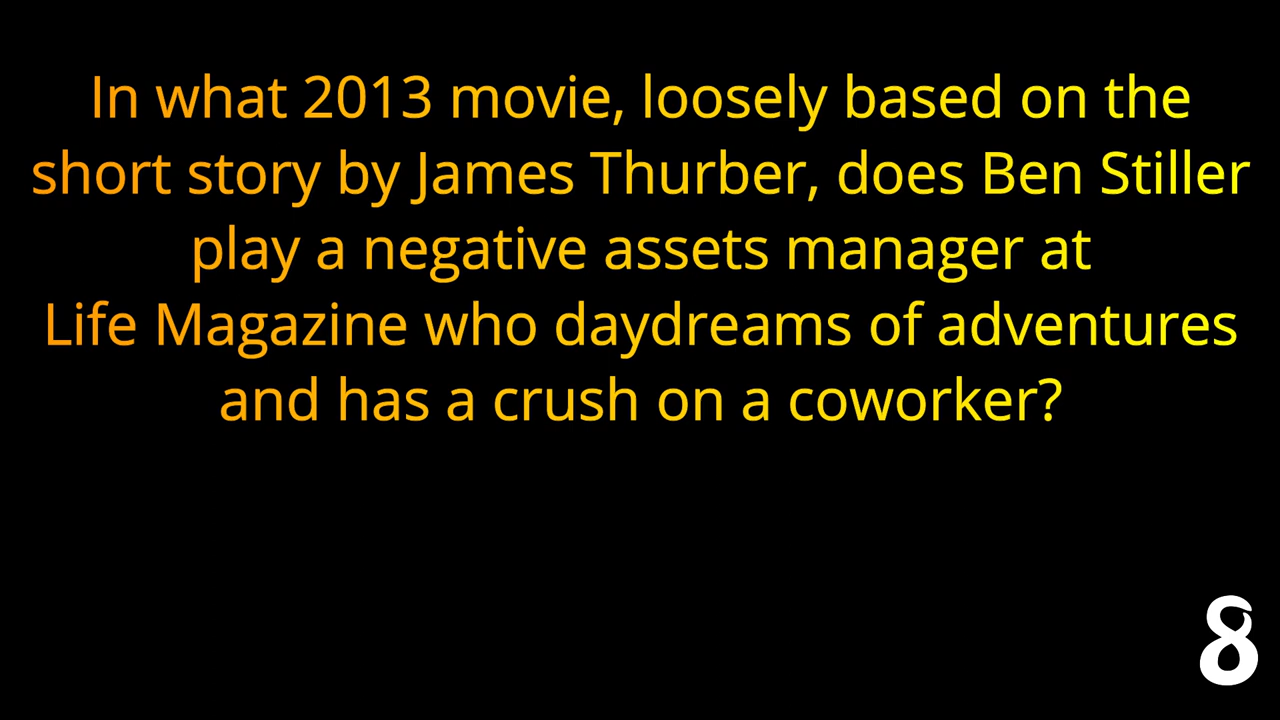 In what 2013 movie, loosely based on the
short story by James Thurber, does Ben Stiller
play a negative assets manager at
Life Magazine who daydreams of adventures
and has a crush on a coworker?
8